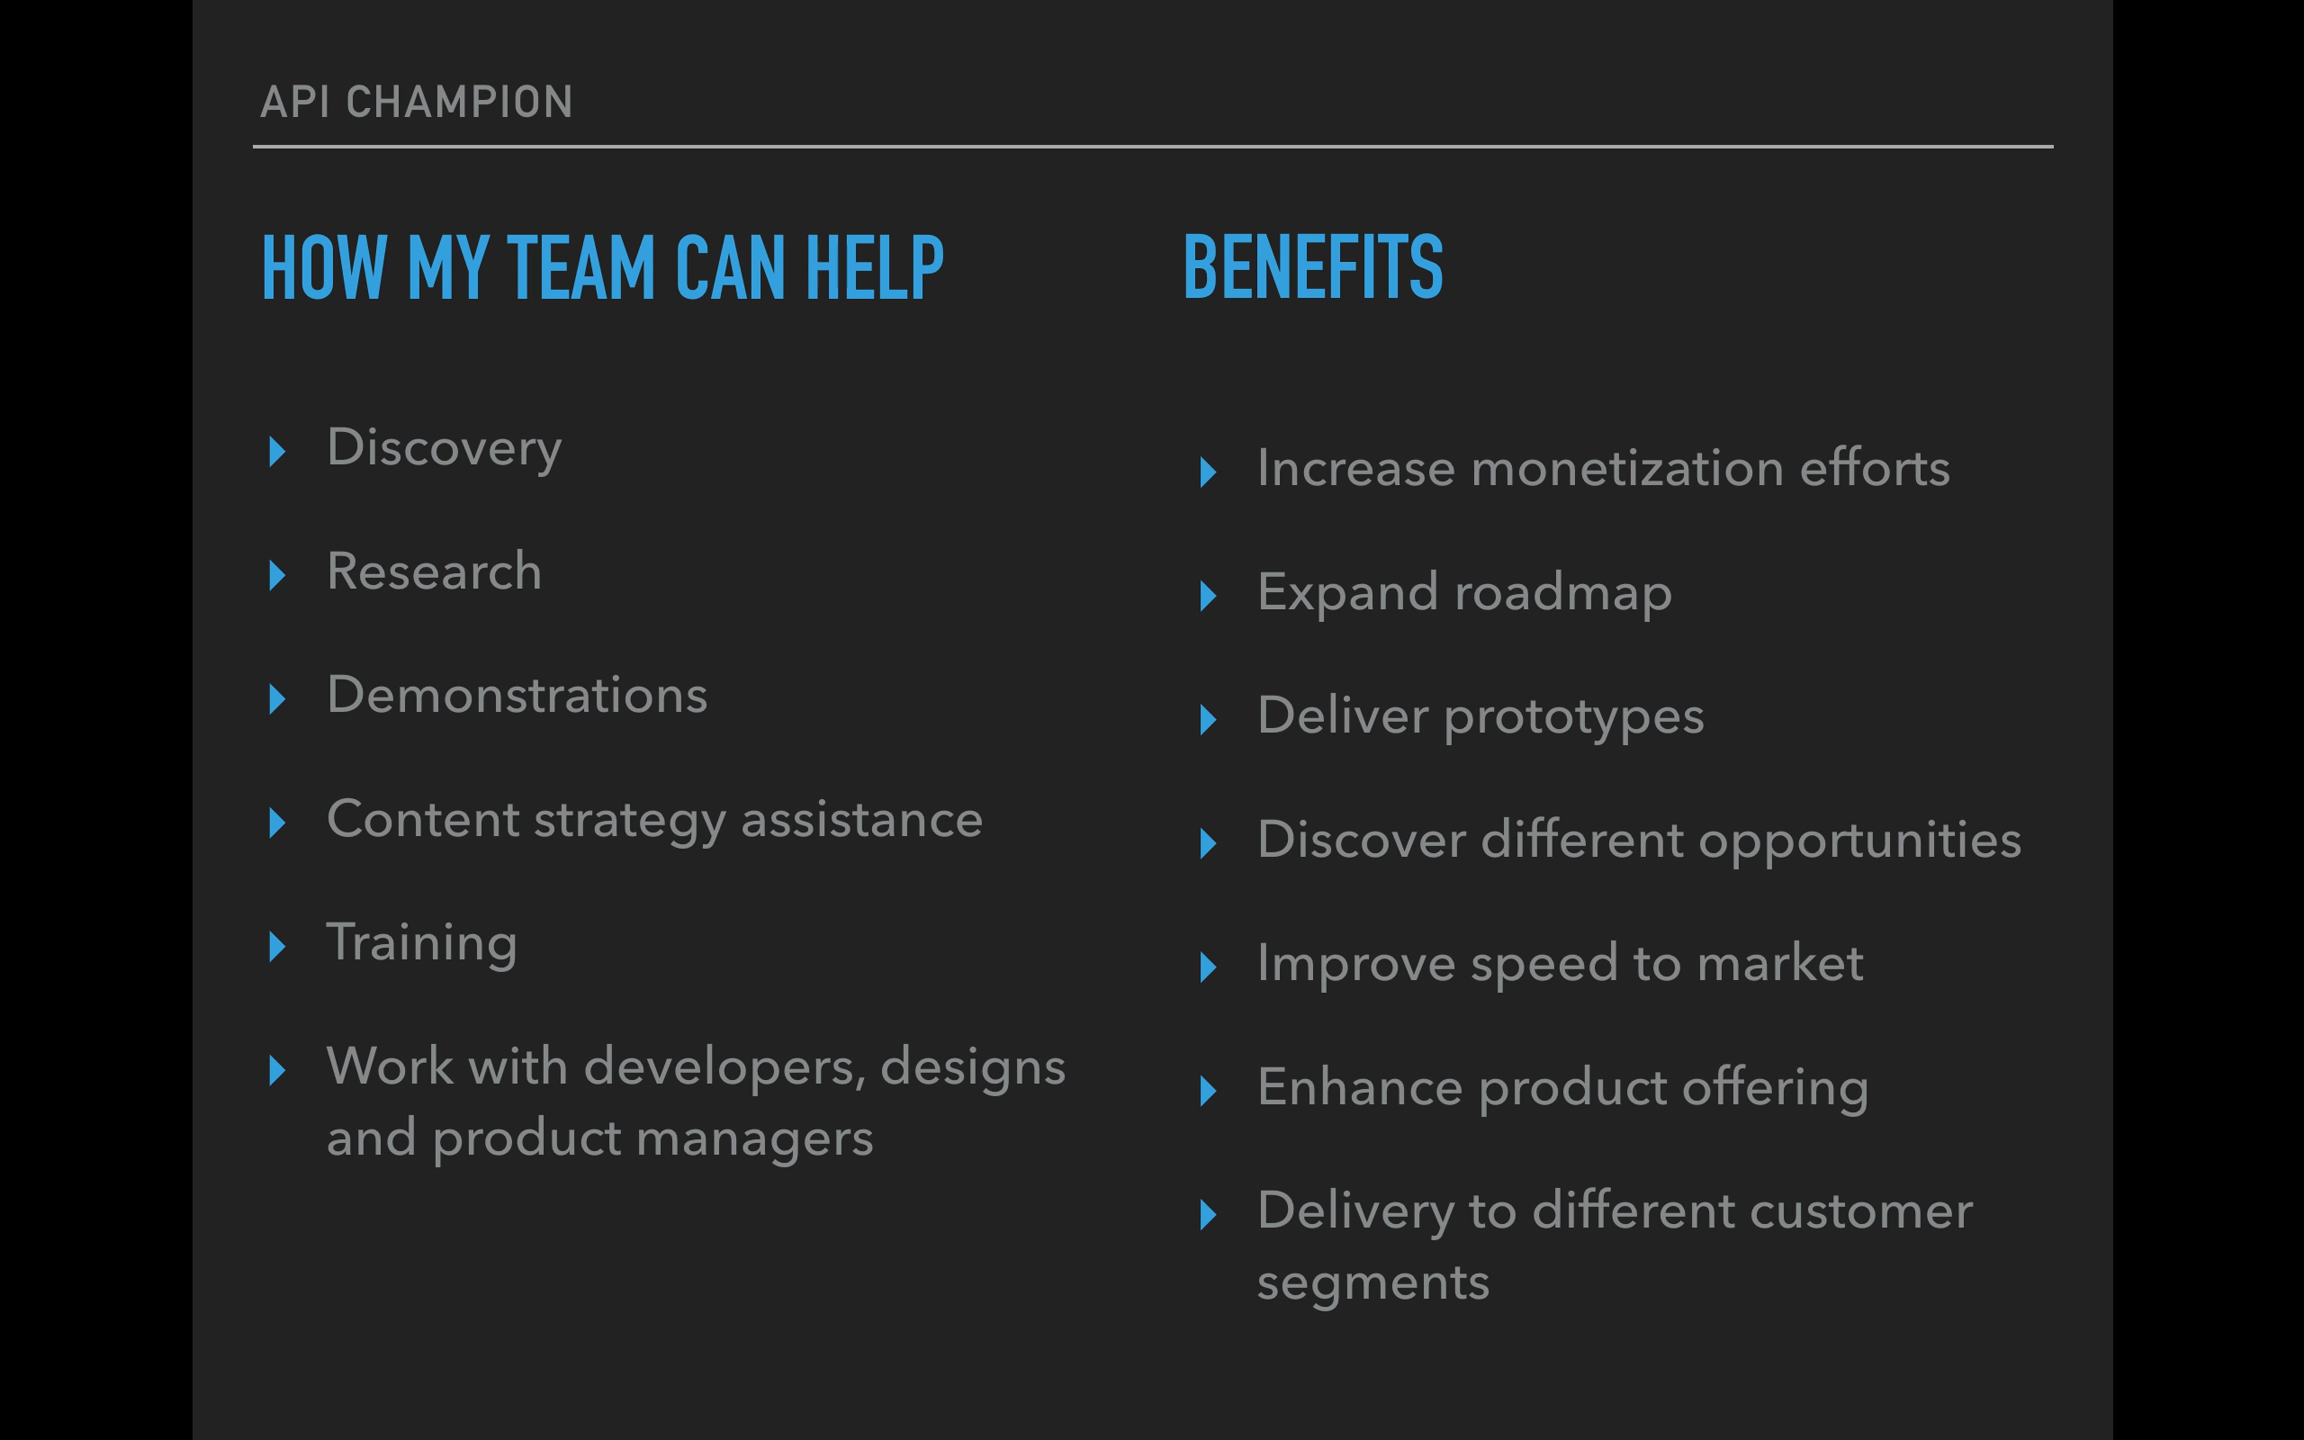 API CHAMPION
HOW MY TEAM CAN HELP
Discovery
Research
Demonstrations
Content strategy assistance
Training
Work with developers, designs
and product managers
BENEFITS
Increase monetization efforts
Expand roadmap
Deliver prototypes
Discover different opportunities
Improve speed to market
Enhance product offering
Delivery to different customer
segments